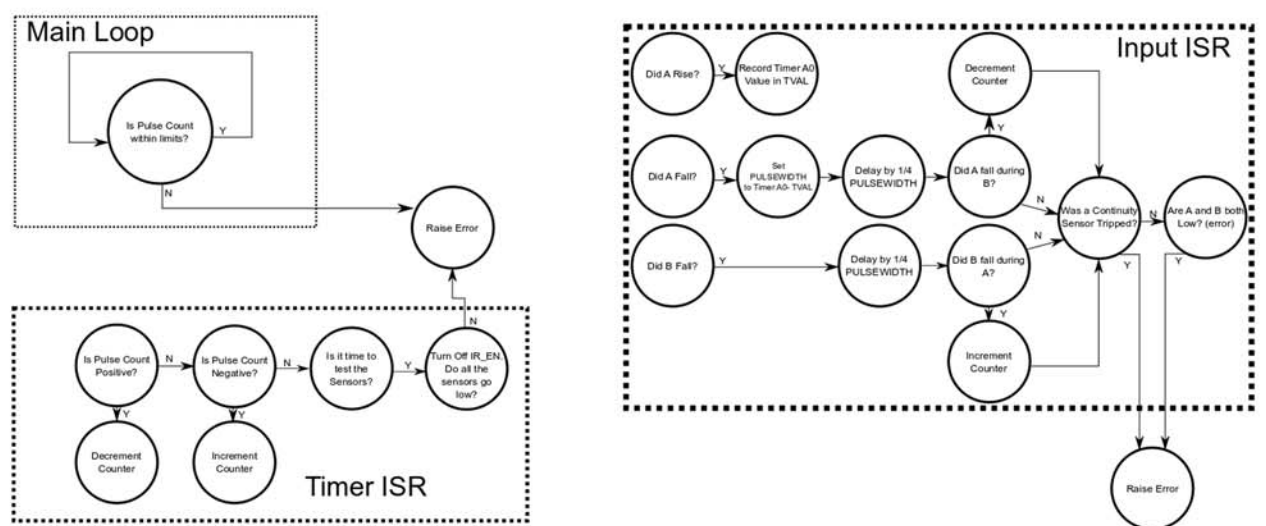 Main Loop
Is Pulse Count
within limits?
Y
N
Raise Error
N
Is Pulse Count
Positive?
N
Is Pulse Count
Negative?
N
Is it time to
test the
Sensors?
Y
Turn Off IR_EN.
Do all the
sensors go
low?
Y
Y
Decrement
Counter
Increment
Counter
Timer ISR
Input ISR
Did A Rise?
Y
Record Timer A0
Value in TVAL
Decrement
Counter
Y
Did A Fall?
Y
Set
PULSEWIDTH
to Timer A0- TVAL
Delay by 1/4
PULSEWIDTH
Did A fall during
B?
N
Was a Continuity
Sensor Tripped?
N
Are A and B both
Low? (error)
Did B Fall?
Y
Delay by 1/4
PULSEWIDTH
Did B fall during
A?
N
Y
Y
Y
Increment
Counter
Raise Error